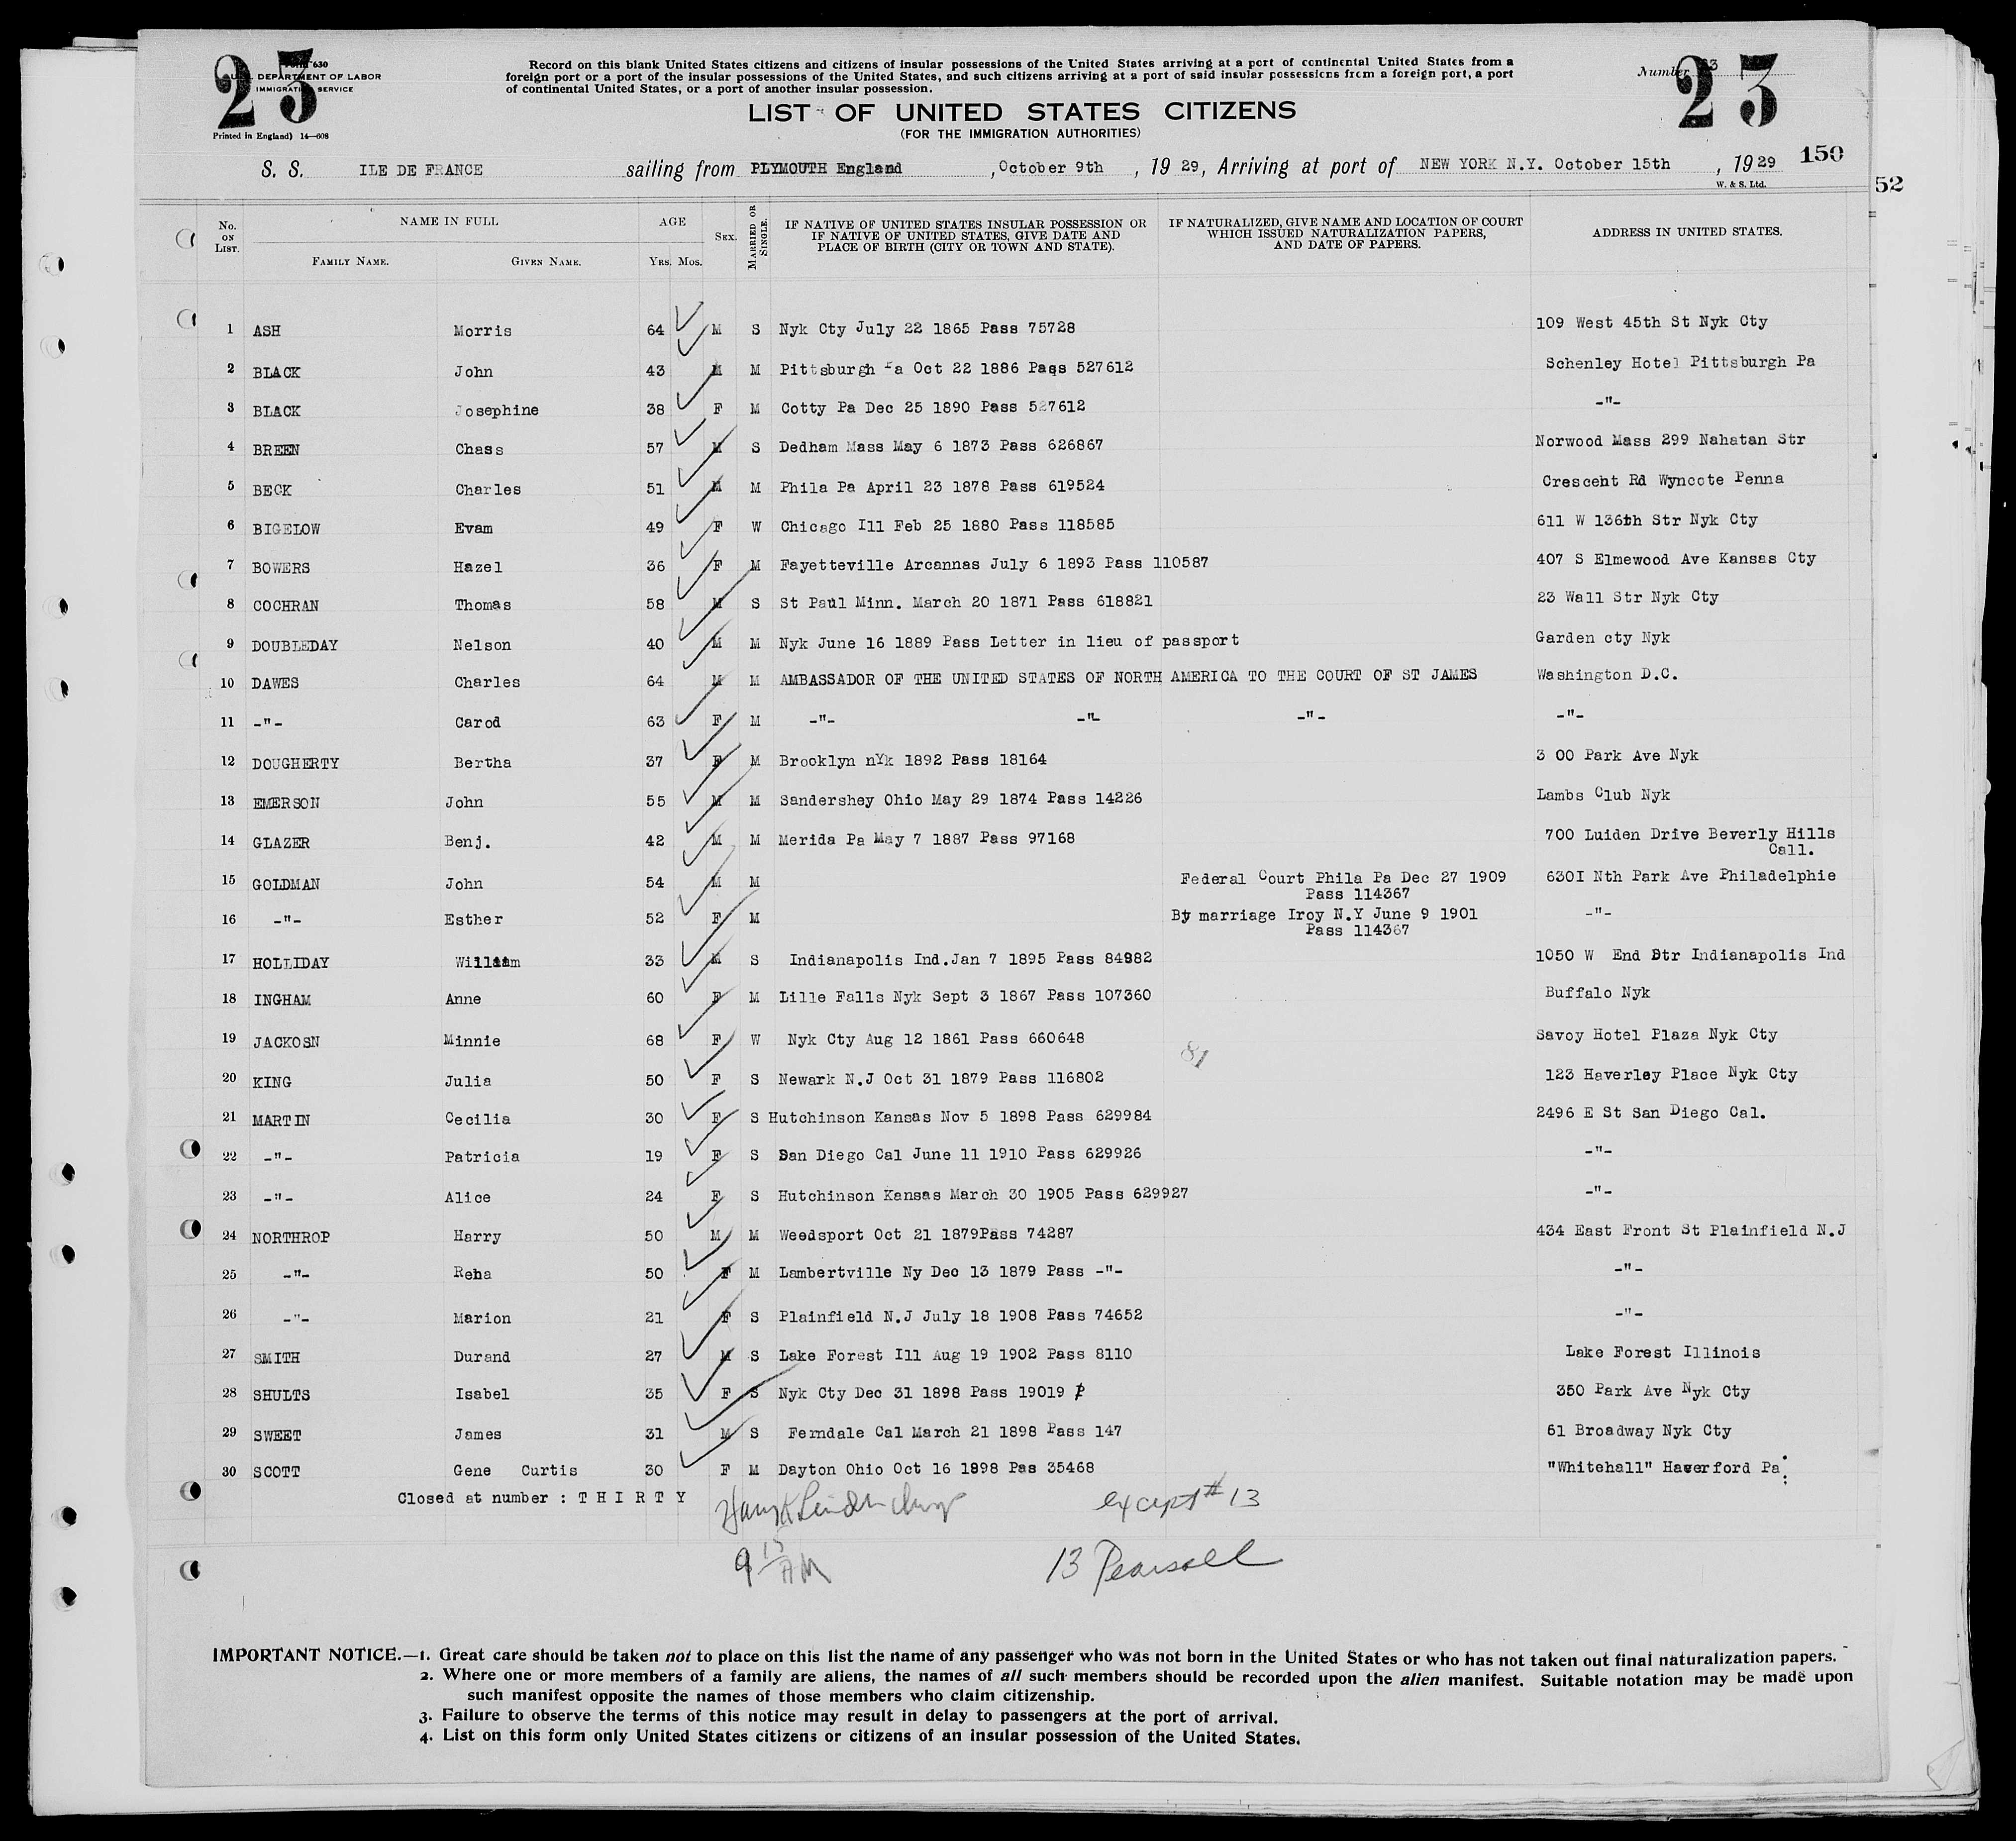 23
23
630
U.S. DEPARTMENT OF LABOR
IMMIGRATION SERVICE
Printed in England) 14—608
Record on this blank United States citizens and citizens of insular possessions of the United States arriving at a port of continental United States from a
foreign port or a port of the insular possessions of the United States, and such citizens arriving at a port of said insular possessions from a foreign port, a port
of continental United States, or a port of another insular possession.
Number
LIST OF UNITED STATES CITIZENS
(FOR THE IMMIGRATION AUTHORITIES)
S. S. ILE DE FRANCE sailing from PLYMOUTH England, October 9th, 19 29, Arriving at port of NEW YORK N.Y. October 15th, 19 29
150
W. & S. Ltd.
52
No. ON LIST. NAME IN FULL AGE SEX. MARRIED OR SINGLE. IF NATIVE OF UNITED STATES INSULAR POSSESSION OR IF NATIVE OF UNITED STATES, GIVE DATE AND PLACE OF BIRTH (CITY OR TOWN AND STATE). IF NATURALIZED, GIVE NAME AND LOCATION OF COURT WHICH ISSUED NATURALIZATION PAPERS, AND DATE OF PAPERS. ADDRESS IN UNITED STATES.
FAMILY NAME. GIVEN NAME. YRS. MOS.
1 ASH Morris 64 M S Nyk Cty July 22 1865 Pass 75728 109 West 45th St Nyk Cty
2 BLACK John 43 M M Pittsburgh Pa Oct 22 1886 Pass 527612 Schenley Hotel Pittsburgh Pa
3 BLACK Josephine 38 F M Cotty Pa Dec 25 1890 Pass 527612 -"-
4 BREEN Chass 57 M S Dedham Mass May 6 1873 Pass 626867 Norwood Mass 299 Nahatan Str
5 BECK Charles 51 M M Phila Pa April 23 1878 Pass 619524 Crescent Rd Wyncote Penna
6 BIGELOW Evam 49 F W Chicago Ill Feb 25 1880 Pass 118585 611 W 136th Str Nyk Cty
7 BOWERS Hazel 36 F M Fayetteville Arcannas July 6 1893 Pass 110587 407 S Elmewood Ave Kansas Cty
8 COCHRAN Thomas 58 M S St Paul Minn. March 20 1871 Pass 618821 23 Wall Str Nyk Cty
9 DOUBLEDAY Nelson 40 M M Nyk June 16 1889 Pass Letter in lieu of passport Garden cty Nyk
10 DAWES Charles 64 M M AMBASSADOR OF THE UNITED STATES OF NORTH AMERICA TO THE COURT OF ST JAMES Washington D.C.
11 -"- Carod 63 F M -"- -"- -"- -"-
12 DOUGHERTY Bertha 37 F M Brooklyn nYk 1892 Pass 18164 3 00 Park Ave Nyk
13 EMERSON John 55 M M Sandershey Ohio May 29 1874 Pass 14226 Lambs Club Nyk
14 GLAZER Benj. 42 M M Merida Pa May 7 1887 Pass 97168 700 Luiden Drive Beverly Hills
Call.
15 GOLDMAN John 54 M M Federal Court Phila Pa Dec 27 1909 630I Nth Park Ave Philadelphie
Pass 114367
16 -"- Esther 52 F M By marriage Iroy N.Y June 9 1901 -"-
Pass 114367
17 HOLLIDAY William 33 M S Indianapolis Ind.Jan 7 1895 Pass 84982 1050 W End Str Indianapolis Ind
18 INGHAM Anne 60 F M Lille Falls Nyk Sept 3 1867 Pass 107360 Buffalo Nyk
19 JACKOSN Minnie 68 F W Nyk Cty Aug 12 1861 Pass 660648 Savoy Hotel Plaza Nyk Cty
81
20 KING Julia 50 F S Newark N.J Oct 31 1879 Pass 116802 123 Haverley Place Nyk Cty
21 MARTIN Cecilia 30 F S Hutchinson Kansas Nov 5 1898 Pass 629984 2496 E St San Diego Cal.
22 -"- Patricia 19 F S San Diego Cal June 11 1910 Pass 629926 -"-
23 -"- Alice 24 F S Hutchinson Kansas March 30 1905 Pass 629927 -"-
24 NORTHROP Harry 50 M M Weedsport Oct 21 1879Pass 74287 434 East Front St Plainfield N.J
25 -"- Reha 50 F M Lambertville Ny Dec 13 1879 Pass -"- -"-
26 -"- Marion 21 F S Plainfield N.J July 18 1908 Pass 74652 -"-
27 SMITH Durand 27 M S Lake Forest Ill Aug 19 1902 Pass 8110 Lake Forest Illinois
28 SHULTS Isabel 35 F S Nyk Cty Dec 31 1898 Pass 19019 350 Park Ave Nyk Cty
29 SWEET James 31 M S Ferndale Cal March 21 1898 Pass 147 61 Broadway Nyk Cty
30 SCOTT Gene Curtis 30 F M Dayton Ohio Oct 16 1898 Pas 35468 "Whitehall" Haverford Pa
Closed at number : T H I R T Y except #13
9 15 AM 13 Pearsall
IMPORTANT NOTICE.—1. Great care should be taken not to place on this list the name of any passenger who was not born in the United States or who has not taken out final naturalization papers.
2. Where one or more members of a family are aliens, the names of all such members should be recorded upon the alien manifest. Suitable notation may be made upon
such manifest opposite the names of those members who claim citizenship.
3. Failure to observe the terms of this notice may result in delay to passengers at the port of arrival.
4. List on this form only United States citizens or citizens of an insular possession of the United States.